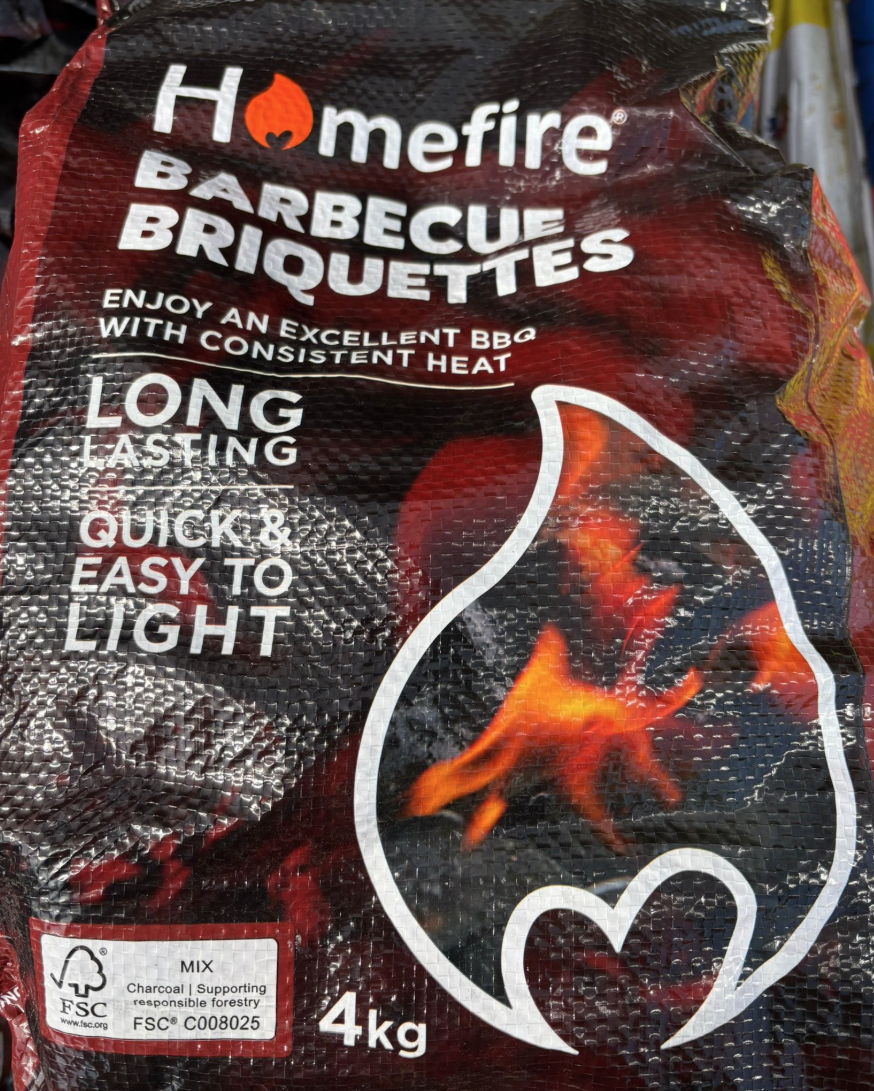 Homefire®
BARBECUE
BRIQUETTES
ENJOY AN EXCELLENT BBQ
WITH CONSISTENT HEAT
LONG
LASTING
QUICK &
EASY TO
LIGHT
®
FSC
www.fsc.org
MIX
Charcoal | Supporting
responsible forestry
FSC® C008025
4kg